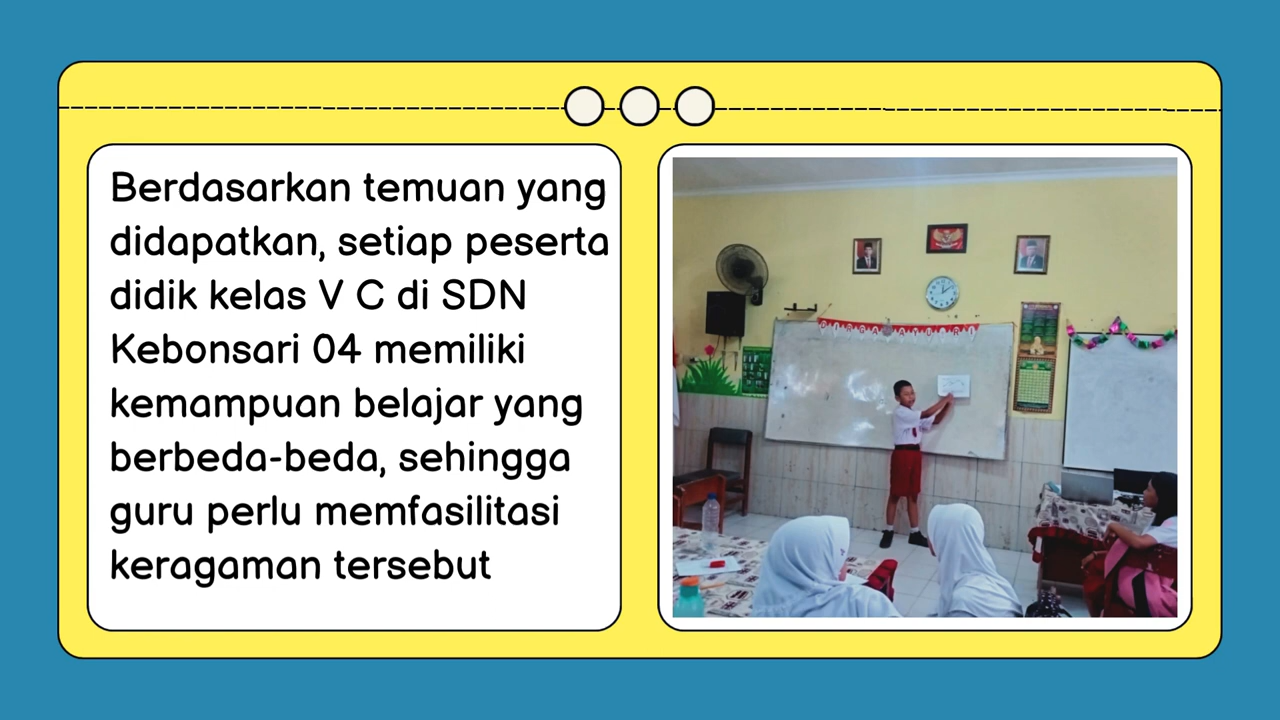 Berdasarkan temuan yang
didapatkan, setiap peserta
didik kelas V C di SDN
Kebonsari 04 memiliki
kemampuan belajar yang
berbeda-beda, sehingga
guru perlu memfasilitasi
keragaman tersebut